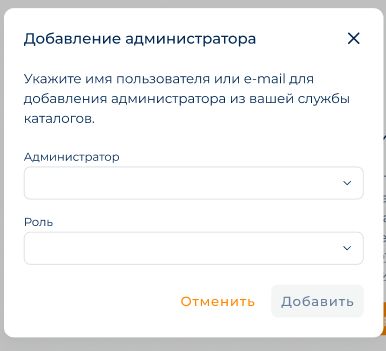 Добавление администратора
Укажите имя пользователя или e-mail для
добавления администратора из вашей службы
каталогов.
Администратор
Роль
Отменить
Добавить